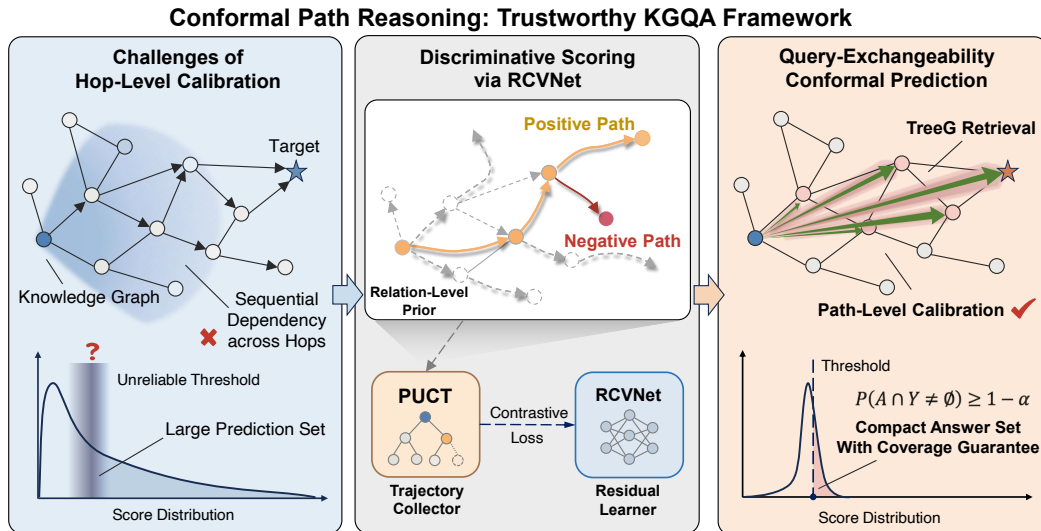 Conformal Path Reasoning: Trustworthy KGQA Framework
Challenges of
Hop-Level Calibration
Target
Knowledge Graph
Sequential
Dependency
across Hops
?
Unreliable Threshold
Large Prediction Set
Score Distribution
Discriminative Scoring
via RCVNet
Positive Path
Negative Path
Relation-Level
Prior
PUCT
Contrastive
Loss
RCVNet
Trajectory
Collector
Residual
Learner
Query-Exchangeability
Conformal Prediction
TreeG Retrieval
Path-Level Calibration
Threshold
P(A ∩ Y ≠ ∅) ≥ 1 − α
Compact Answer Set
With Coverage Guarantee
Score Distribution